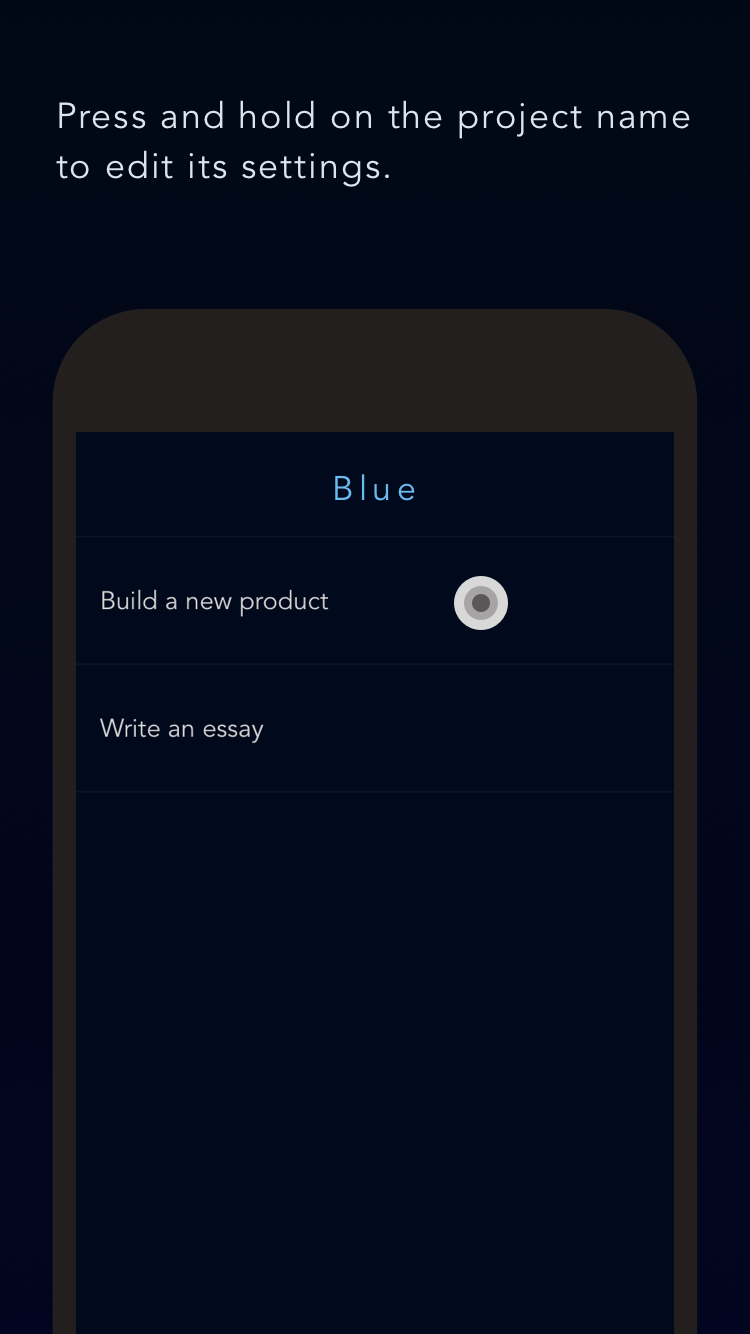 Press and hold on the project name
to edit its settings.
Blue
Build a new product
Write an essay